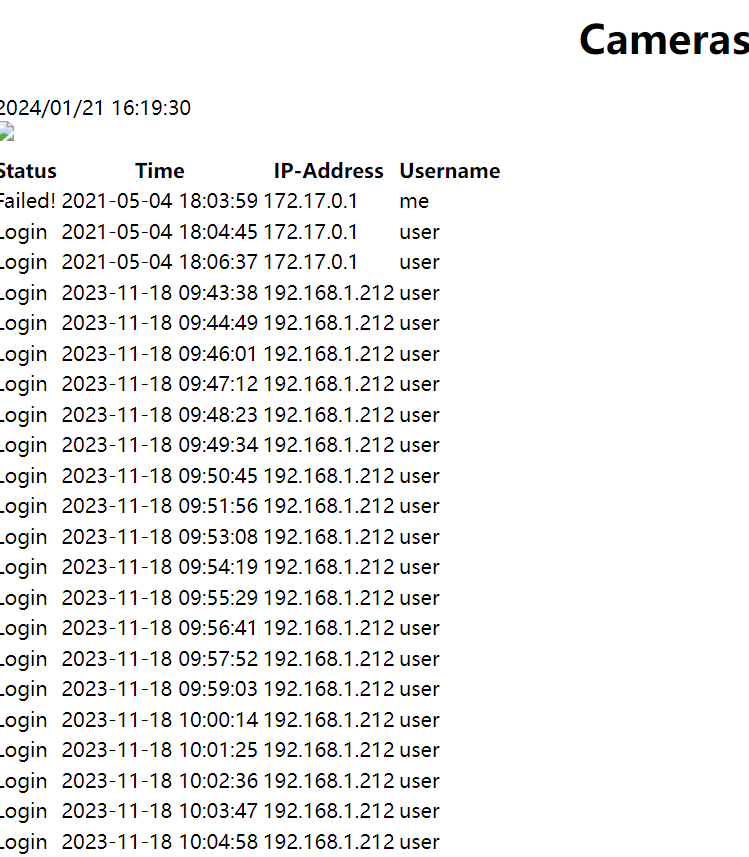 Cameras
2024/01/21 16:19:30
Status Time IP-Address Username
Failed! 2021-05-04 18:03:59 172.17.0.1 me
Login 2021-05-04 18:04:45 172.17.0.1 user
Login 2021-05-04 18:06:37 172.17.0.1 user
Login 2023-11-18 09:43:38 192.168.1.212 user
Login 2023-11-18 09:44:49 192.168.1.212 user
Login 2023-11-18 09:46:01 192.168.1.212 user
Login 2023-11-18 09:47:12 192.168.1.212 user
Login 2023-11-18 09:48:23 192.168.1.212 user
Login 2023-11-18 09:49:34 192.168.1.212 user
Login 2023-11-18 09:50:45 192.168.1.212 user
Login 2023-11-18 09:51:56 192.168.1.212 user
Login 2023-11-18 09:53:08 192.168.1.212 user
Login 2023-11-18 09:54:19 192.168.1.212 user
Login 2023-11-18 09:55:29 192.168.1.212 user
Login 2023-11-18 09:56:41 192.168.1.212 user
Login 2023-11-18 09:57:52 192.168.1.212 user
Login 2023-11-18 09:59:03 192.168.1.212 user
Login 2023-11-18 10:00:14 192.168.1.212 user
Login 2023-11-18 10:01:25 192.168.1.212 user
Login 2023-11-18 10:02:36 192.168.1.212 user
Login 2023-11-18 10:03:47 192.168.1.212 user
Login 2023-11-18 10:04:58 192.168.1.212 user